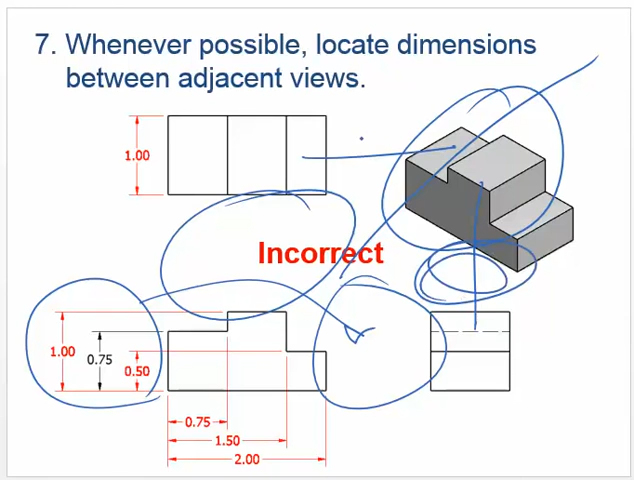 7. Whenever possible, locate dimensions
between adjacent views.
1.00
Incorrect
1.00
0.75
0.50
0.75
1.50
2.00